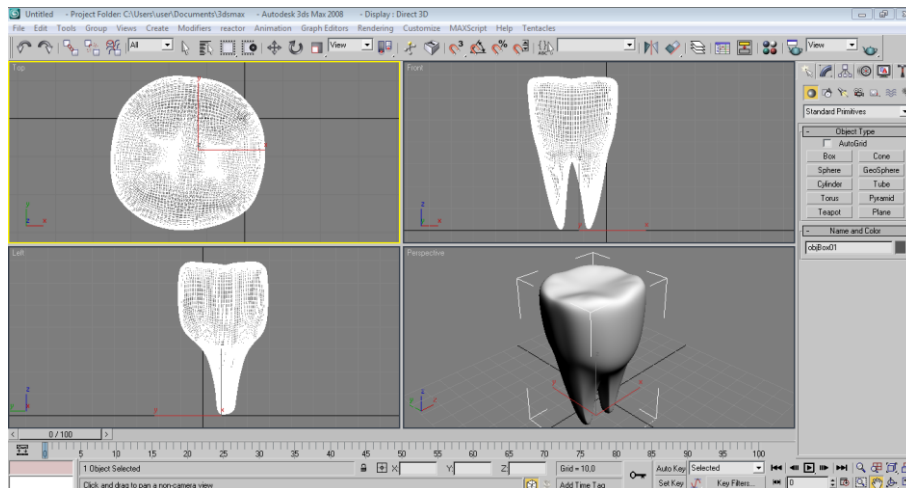 Untitled - Project Folder: C:\Users\user\Documents\3dsmax - Autodesk 3ds Max 2008 - Display : Direct 3D
File Edit Tools Group Views Create Modifiers reactor Animation Graph Editors Rendering Customize MAXScript Help Tentacles
All View View
Top
Front
Left
Perspective
Standard Primitives
- Object Type
AutoGrid
Box Cone
Sphere GeoSphere
Cylinder Tube
Torus Pyramid
Teapot Plane
- Name and Color
objBox01
< 0 / 100 >
0 5 10 15 20 25 30 35 40 45 50 55 60 65 70 75 80 85 90 95 100
1 Object Selected X: Y: Z: Grid = 10,0 Auto Key Selected
Click and drag to pan a non-camera view Add Time Tag Set Key Key Filters... 0